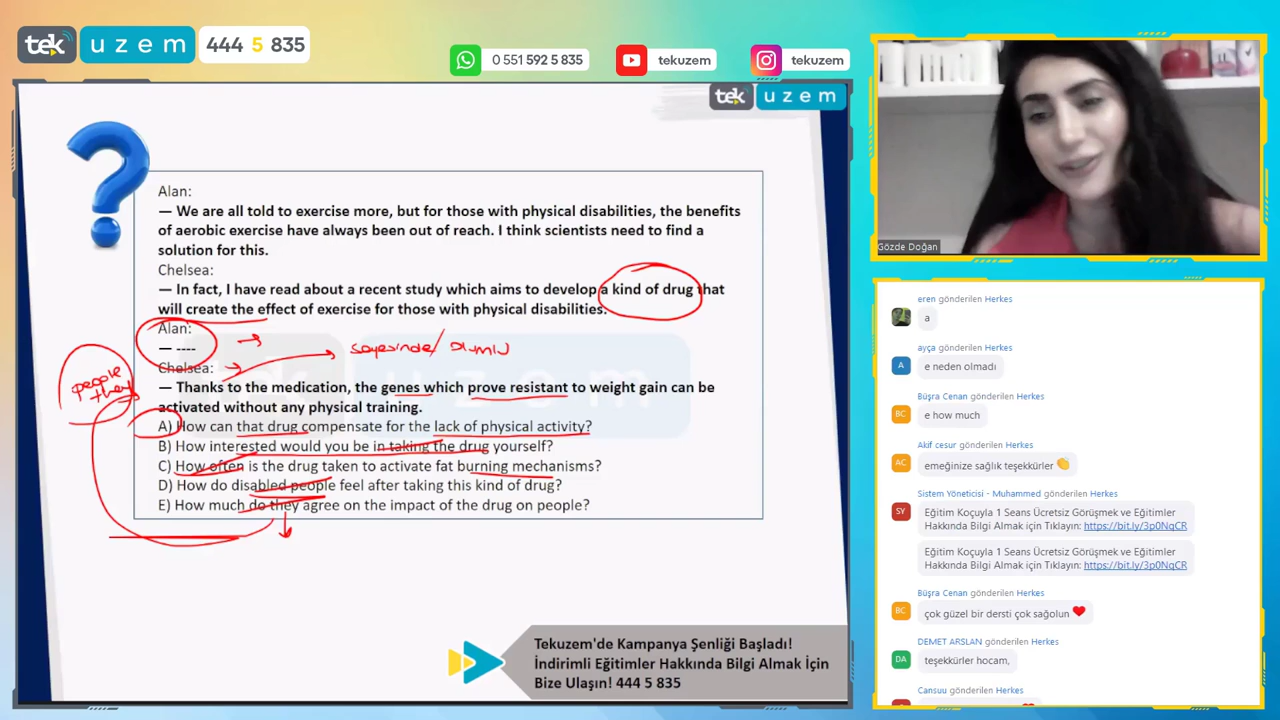 tek
uzem
444 5 835
0 551 592 5 835
tekuzem
tekuzem
tek
uzem
Alan:
— We are all told to exercise more, but for those with physical disabilities, the benefits
of aerobic exercise have always been out of reach. I think scientists need to find a
solution for this.
Chelsea:
— In fact, I have read about a recent study which aims to develop a kind of drug that
will create the effect of exercise for those with physical disabilities.
Alan:
— ----
sayesinde/ olumlu
Chelsea:
people
they
— Thanks to the medication, the genes which prove resistant to weight gain can be
activated without any physical training.
A) How can that drug compensate for the lack of physical activity?
B) How interested would you be in taking the drug yourself?
C) How often is the drug taken to activate fat burning mechanisms?
D) How do disabled people feel after taking this kind of drug?
E) How much do they agree on the impact of the drug on people?
Tekuzem'de Kampanya Şenliği Başladı!
İndirimli Eğitimler Hakkında Bilgi Almak İçin
Bize Ulaşın! 444 5 835
Gözde Doğan
eren gönderilen Herkes
a
ayça gönderilen Herkes
A
e neden olmadı
Büşra Cenan gönderilen Herkes
BC
e how much
Akif cesur gönderilen Herkes
AC
emeğinize sağlık teşekkürler
Sistem Yöneticisi - Muhammed gönderilen Herkes
SY
Eğitim Koçuyla 1 Seans Ücretsiz Görüşmek ve Eğitimler
Hakkında Bilgi Almak için Tıklayın: https://bit.ly/3p0NqCR
Eğitim Koçuyla 1 Seans Ücretsiz Görüşmek ve Eğitimler
Hakkında Bilgi Almak için Tıklayın: https://bit.ly/3p0NqCR
Büşra Cenan gönderilen Herkes
BC
çok güzel bir dersti çok sağolun
DEMET ARSLAN gönderilen Herkes
DA
teşekkürler hocam,
Cansuu gönderilen Herkes